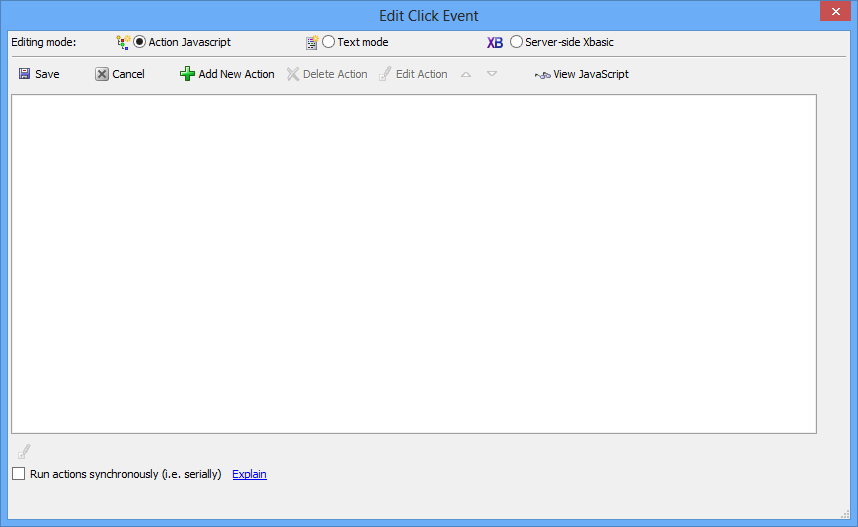 Edit Click Event
Editing mode: Action Javascript Text mode XB Server-side Xbasic
Save Cancel Add New Action Delete Action Edit Action View JavaScript
Run actions synchronously (i.e. serially) Explain